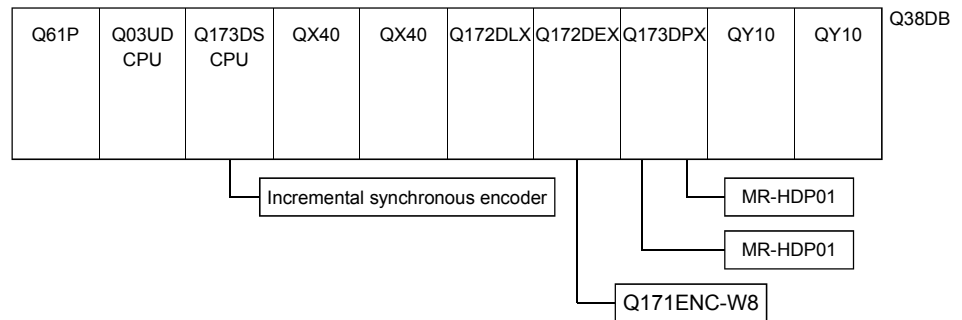 Q61P
Q03UD
CPU
Q173DS
CPU
QX40
QX40
Q172DLX
Q172DEX
Q173DPX
QY10
QY10
Q38DB
Incremental synchronous encoder
MR-HDP01
MR-HDP01
Q171ENC-W8